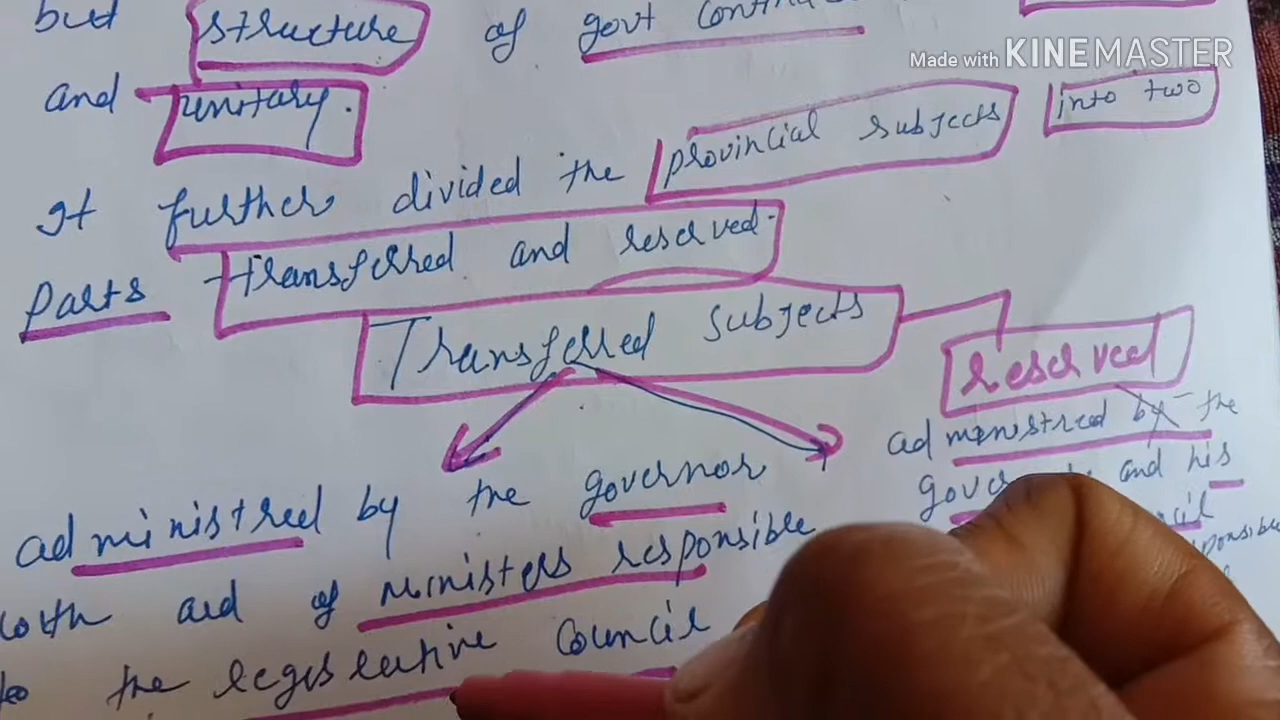 Made with KINEMASTER
but structure of govt
and unitary.
It further divided the provincial subjects into two
Parts - transferred and reserved.
Transferred subjects
reserved
administred by the governor
with aid of ministers responsible
to the legislative council
administred by the
and his